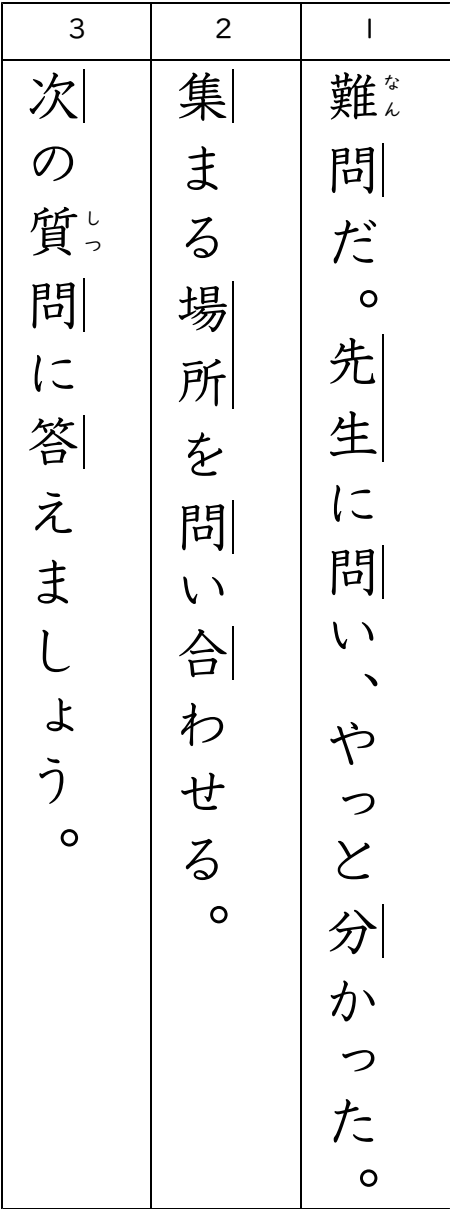 1
難問だ。先生に問い、やっと分かった。
なん
2
集まる場所を問い合わせる。
3
次の質問に答えましょう。
しつ